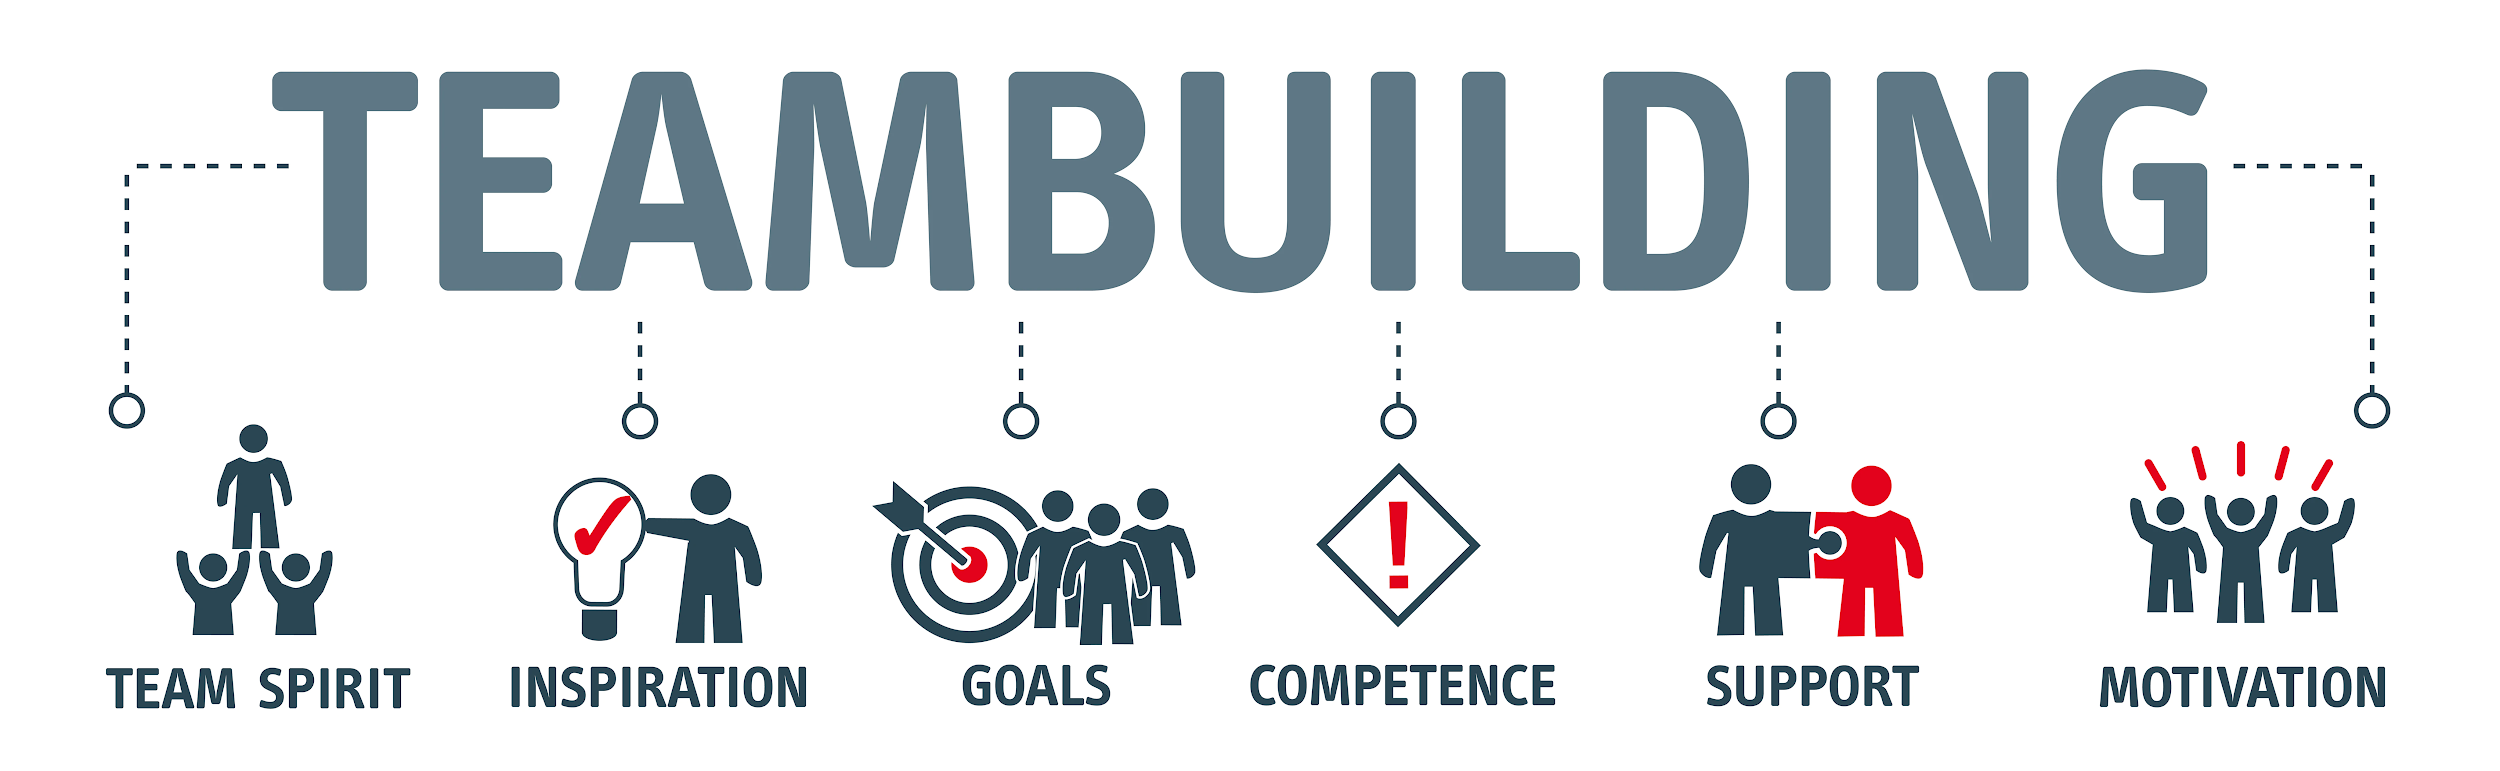 TEAMBUILDING
TEAM SPIRIT
INSPIRATION
GOALS
COMPETENCE
SUPPORT
MOTIVATION